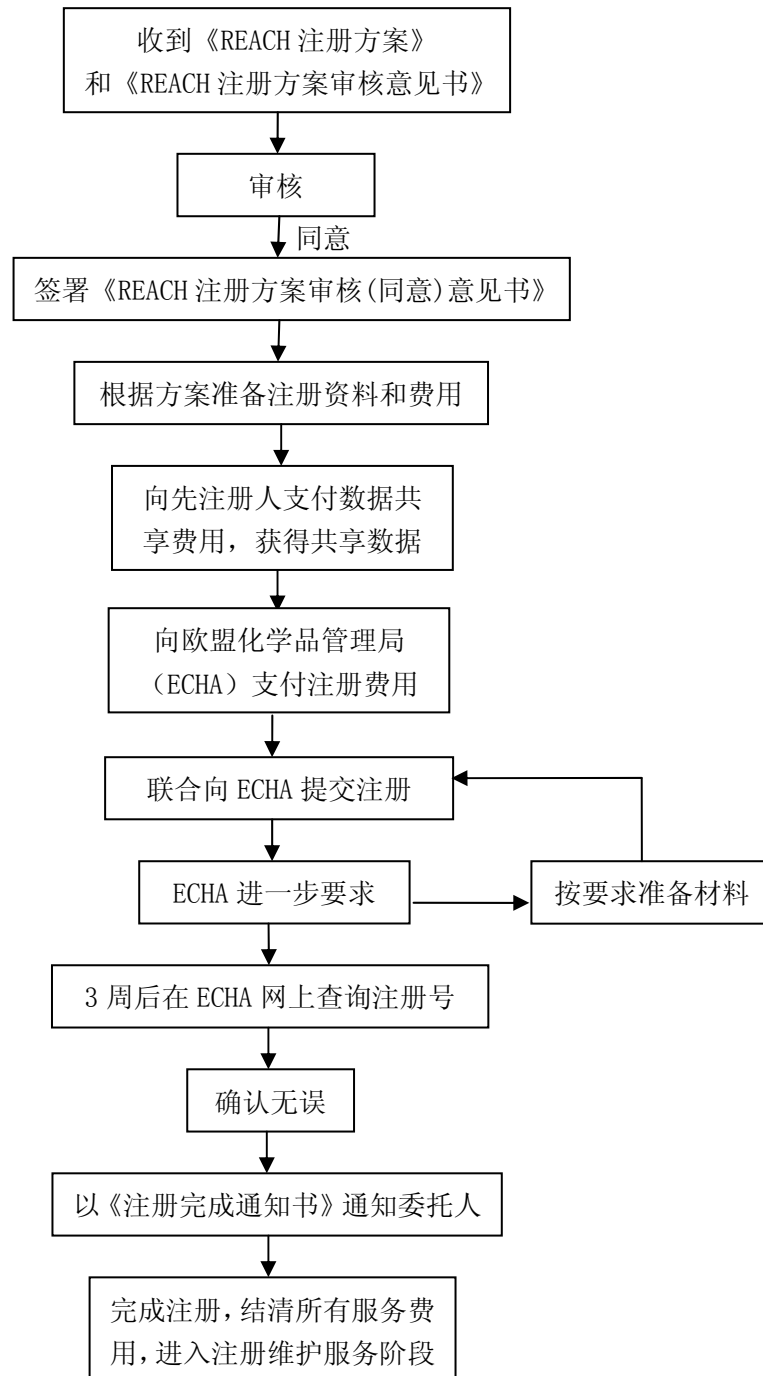 收到《REACH 注册方案》
和《REACH 注册方案审核意见书》
审核
同意
签署《REACH 注册方案审核(同意)意见书》
根据方案准备注册资料和费用
向先注册人支付数据共
享费用，获得共享数据
向欧盟化学品管理局
（ECHA）支付注册费用
联合向 ECHA 提交注册
ECHA 进一步要求
按要求准备材料
3 周后在 ECHA 网上查询注册号
确认无误
以《注册完成通知书》通知委托人
完成注册，结清所有服务费
用，进入注册维护服务阶段